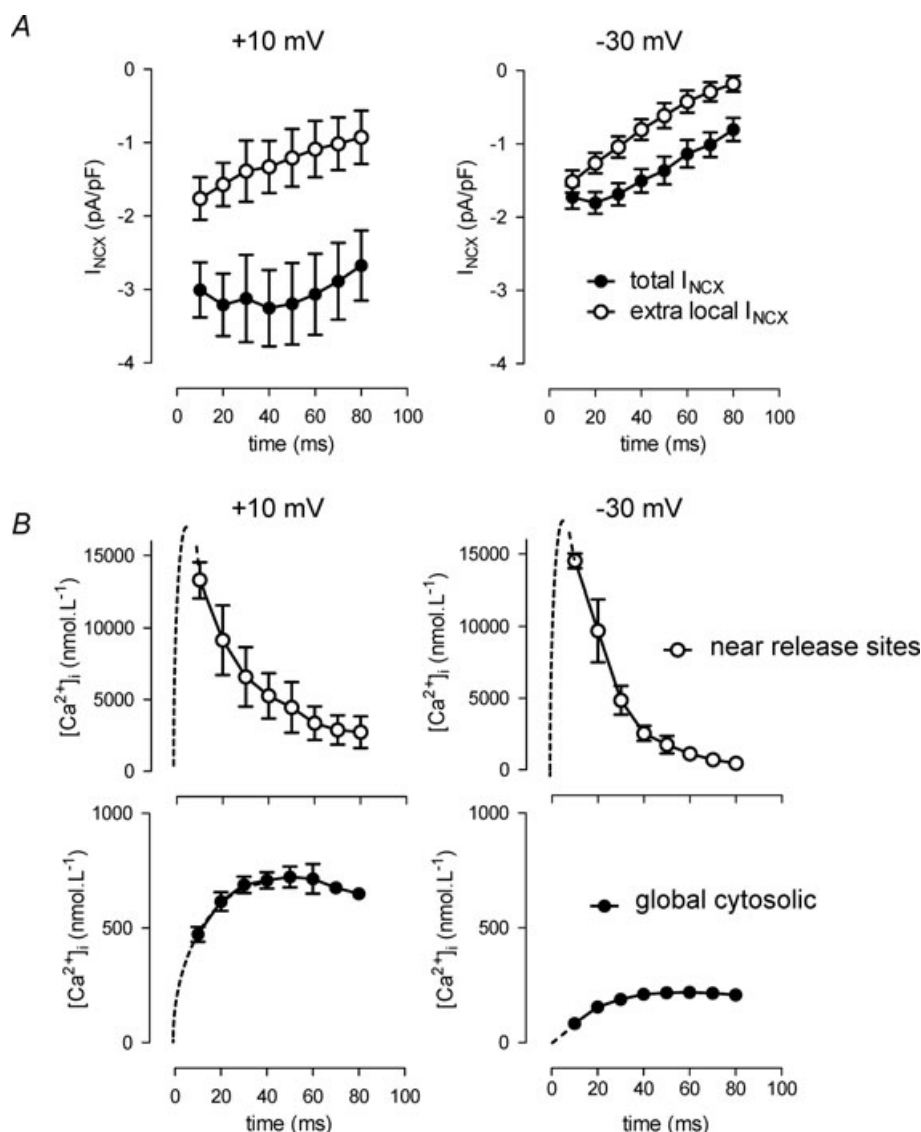 A
+10 mV
-30 mV
0
-1
-2
-3
-4
I_NCX (pA/pF)
0
-1
-2
-3
-4
I_NCX (pA/pF)
total I_NCX
extra local I_NCX
0 20 40 60 80 100
time (ms)
0 20 40 60 80 100
time (ms)
B
+10 mV
-30 mV
15000
10000
5000
0
[Ca²⁺]i (nmol.L⁻¹)
15000
10000
5000
0
[Ca²⁺]i (nmol.L⁻¹)
near release sites
1000
500
0
[Ca²⁺]i (nmol.L⁻¹)
1000
500
0
[Ca²⁺]i (nmol.L⁻¹)
global cytosolic
0 20 40 60 80 100
time (ms)
0 20 40 60 80 100
time (ms)